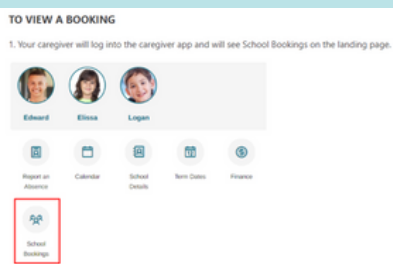 TO VIEW A BOOKING
1. Your caregiver will log into the caregiver app and will see School Bookings on the landing page.
Edward Elissa Logan
Report an Calendar School Term Dates Finance
Absence Details
School
Bookings